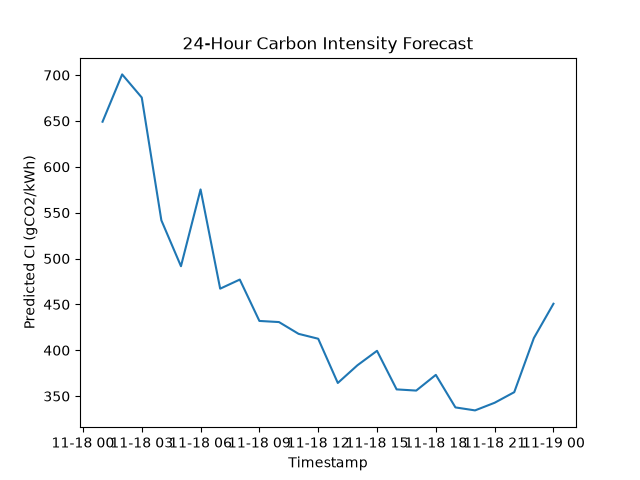 24-Hour Carbon Intensity Forecast
700
650
600
550
500
450
400
350
Predicted CI (gCO2/kWh)
11-18 00 11-18 03 11-18 06 11-18 09 11-18 12 11-18 15 11-18 18 11-18 21 11-19 00
Timestamp